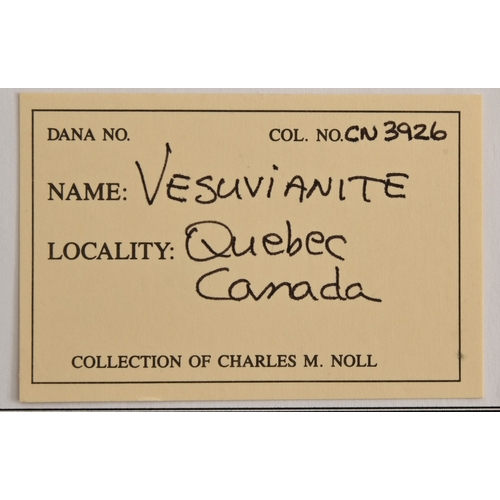 DANA NO. COL. NO. CN 3926
NAME: VESUVIANITE
LOCALITY: Quebec
Canada
COLLECTION OF CHARLES M. NOLL